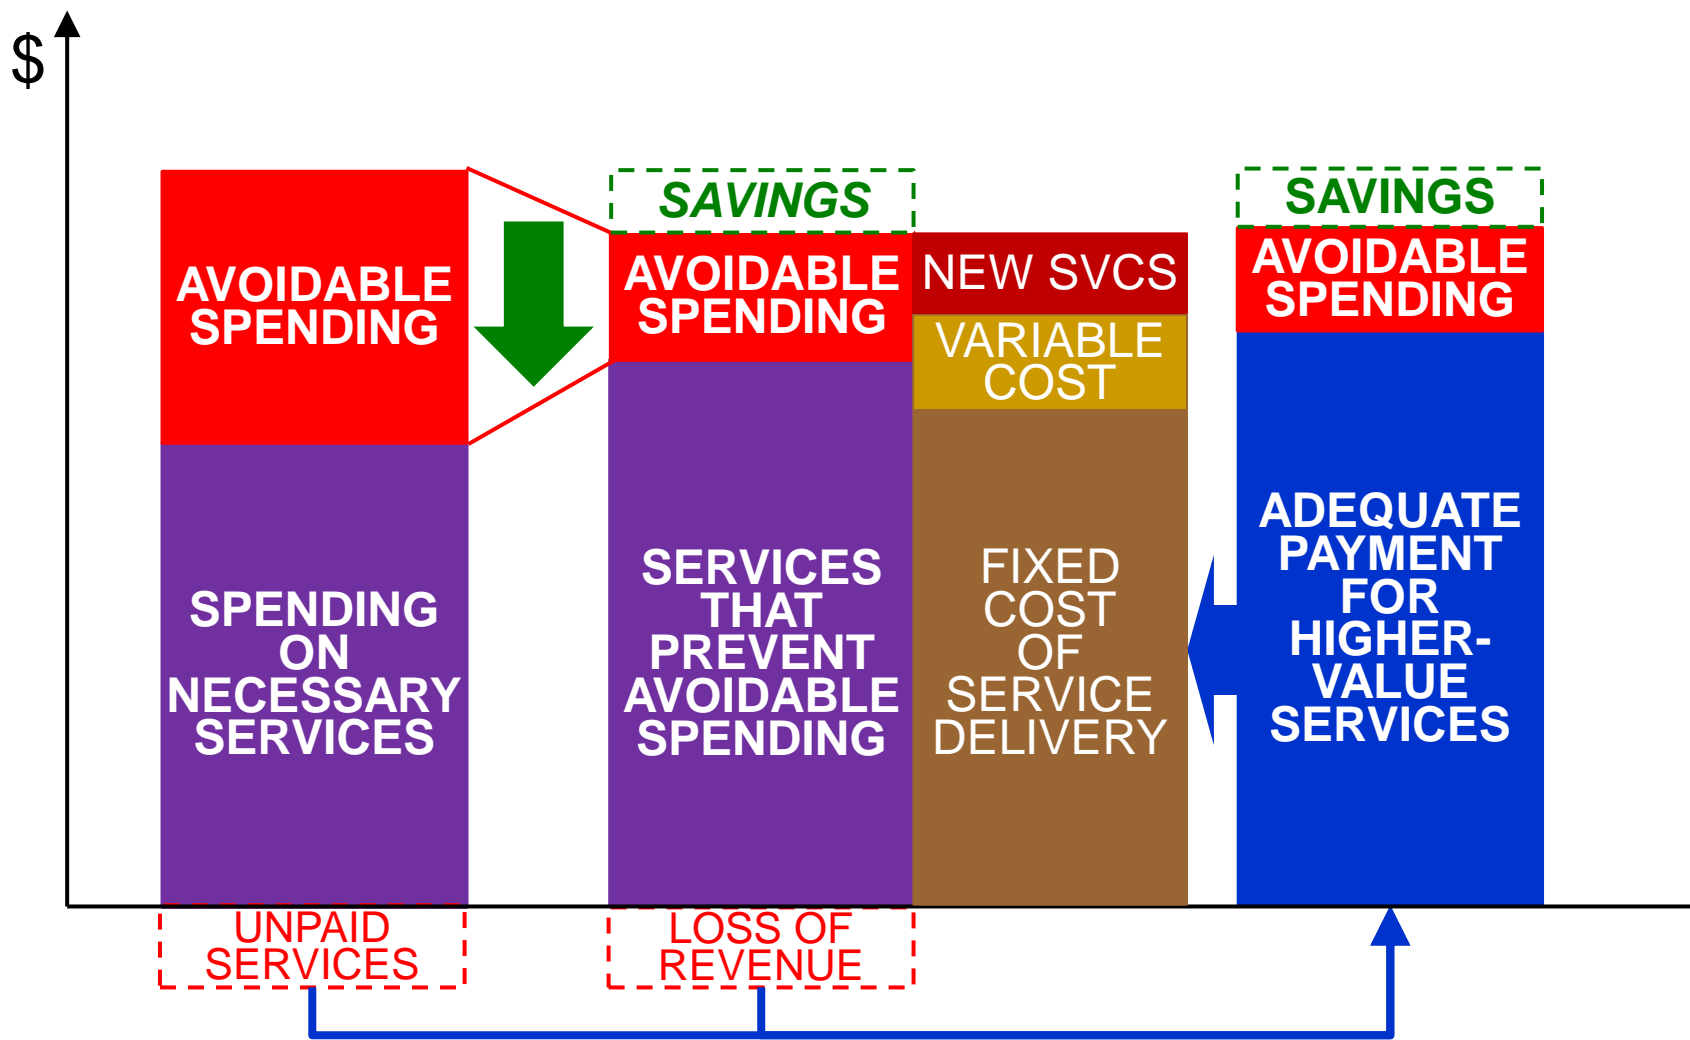 $
AVOIDABLE
SPENDING
SPENDING
ON
NECESSARY
SERVICES
UNPAID
SERVICES
SAVINGS
AVOIDABLE
SPENDING
SERVICES
THAT
PREVENT
AVOIDABLE
SPENDING
LOSS OF
REVENUE
NEW SVCS
VARIABLE
COST
FIXED
COST
OF
SERVICE
DELIVERY
SAVINGS
AVOIDABLE
SPENDING
ADEQUATE
PAYMENT
FOR
HIGHER-
VALUE
SERVICES